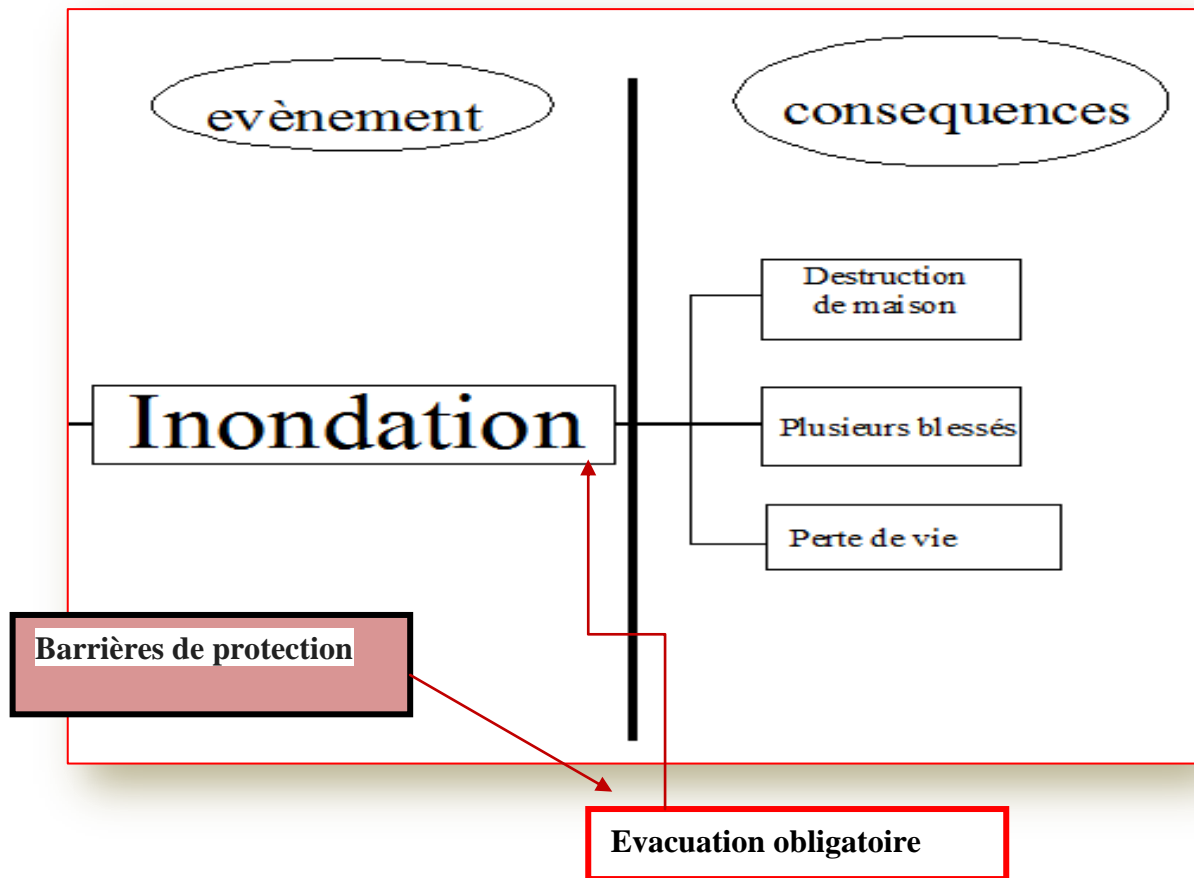 evènement
consequences
Destruction
de maison
Inondation
Plusieurs blessés
Perte de vie
Barrières de protection
Evacuation obligatoire